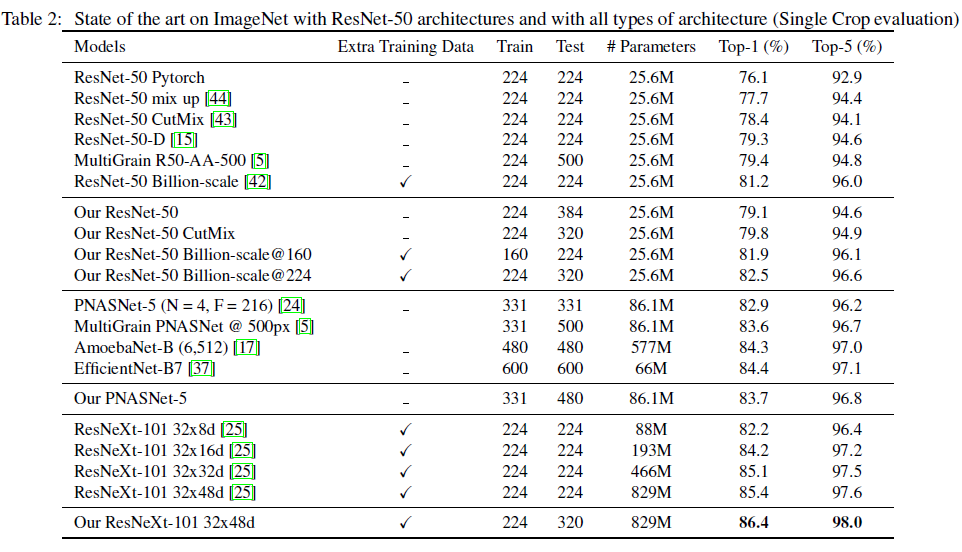 Table 2: State of the art on ImageNet with ResNet-50 architectures and with all types of architecture (Single Crop evaluation)
Models Extra Training Data Train Test # Parameters Top-1 (%) Top-5 (%)
ResNet-50 Pytorch – 224 224 25.6M 76.1 92.9
ResNet-50 mix up [44] – 224 224 25.6M 77.7 94.4
ResNet-50 CutMix [43] – 224 224 25.6M 78.4 94.1
ResNet-50-D [15] – 224 224 25.6M 79.3 94.6
MultiGrain R50-AA-500 [5] – 224 500 25.6M 79.4 94.8
ResNet-50 Billion-scale [42] ✓ 224 224 25.6M 81.2 96.0
Our ResNet-50 – 224 384 25.6M 79.1 94.6
Our ResNet-50 CutMix – 224 320 25.6M 79.8 94.9
Our ResNet-50 Billion-scale@160 ✓ 160 224 25.6M 81.9 96.1
Our ResNet-50 Billion-scale@224 ✓ 224 320 25.6M 82.5 96.6
PNASNet-5 (N = 4, F = 216) [24] – 331 331 86.1M 82.9 96.2
MultiGrain PNASNet @ 500px [5] 331 500 86.1M 83.6 96.7
AmoebaNet-B (6,512) [17] – 480 480 577M 84.3 97.0
EfficientNet-B7 [37] – 600 600 66M 84.4 97.1
Our PNASNet-5 – 331 480 86.1M 83.7 96.8
ResNeXt-101 32x8d [25] ✓ 224 224 88M 82.2 96.4
ResNeXt-101 32x16d [25] ✓ 224 224 193M 84.2 97.2
ResNeXt-101 32x32d [25] ✓ 224 224 466M 85.1 97.5
ResNeXt-101 32x48d [25] ✓ 224 224 829M 85.4 97.6
Our ResNeXt-101 32x48d ✓ 224 320 829M 86.4 98.0